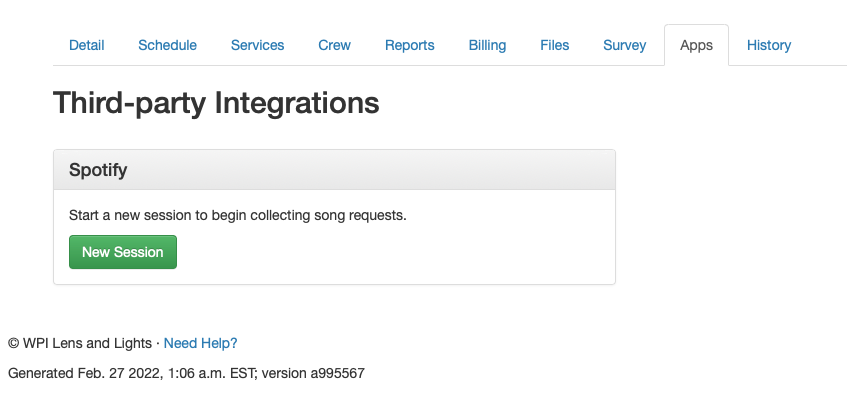 Detail Schedule Services Crew Reports Billing Files Survey Apps History
Third-party Integrations
Spotify
Start a new session to begin collecting song requests.
New Session
© WPI Lens and Lights · Need Help?
Generated Feb. 27 2022, 1:06 a.m. EST; version a995567